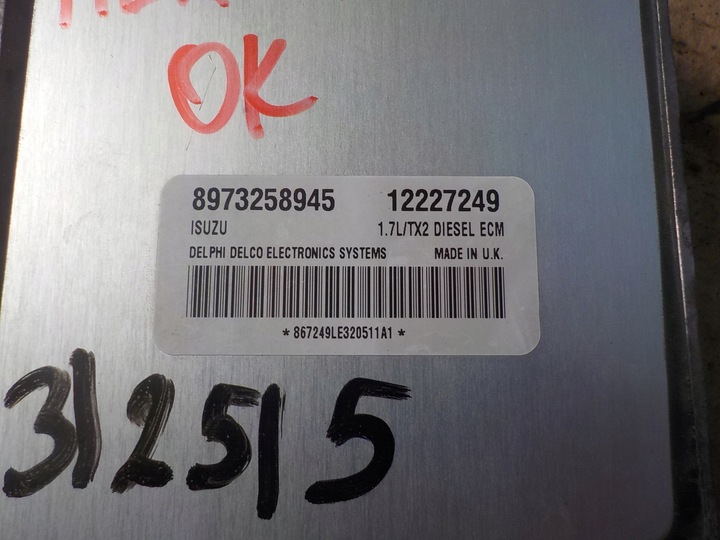 OK
8973258945 12227249
ISUZU 1.7L/TX2 DIESEL ECM
DELPHI DELCO ELECTRONICS SYSTEMS MADE IN U.K.
*867249LE320511A1*
312515